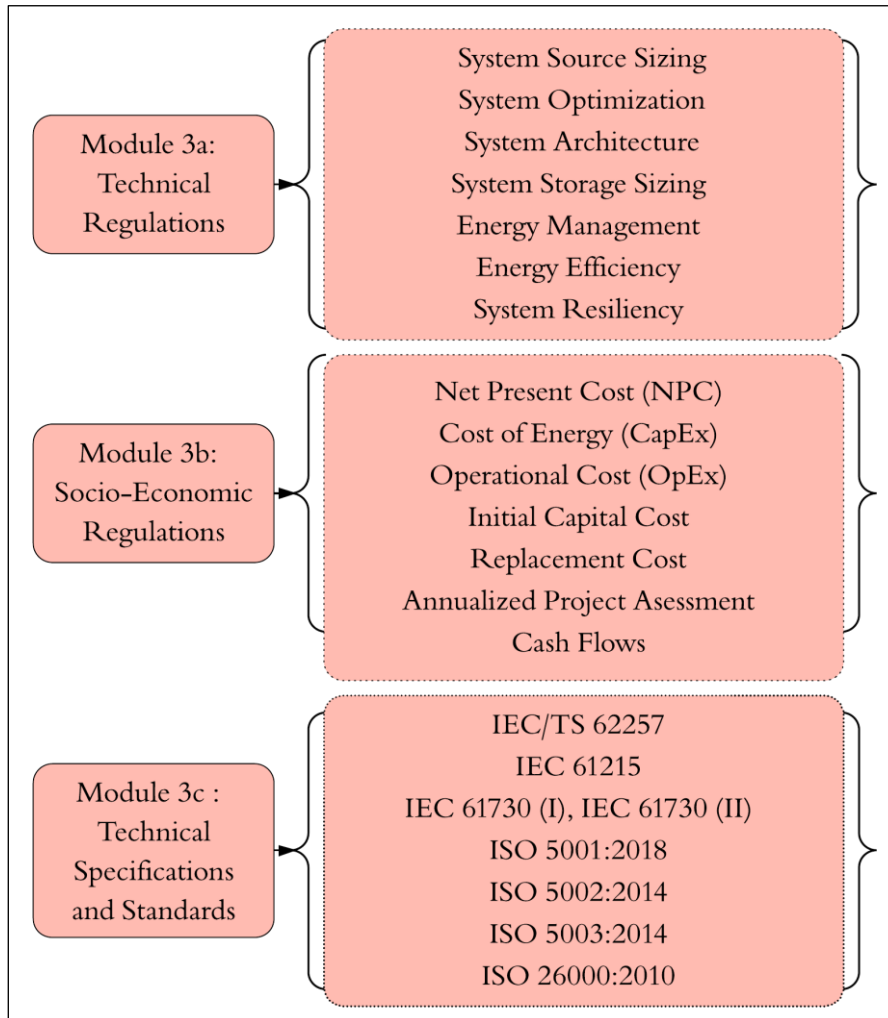 Module 3a:
Technical
Regulations
System Source Sizing
System Optimization
System Architecture
System Storage Sizing
Energy Management
Energy Efficiency
System Resiliency
Module 3b:
Socio-Economic
Regulations
Net Present Cost (NPC)
Cost of Energy (CapEx)
Operational Cost (OpEx)
Initial Capital Cost
Replacement Cost
Annualized Project Asessment
Cash Flows
Module 3c :
Technical
Specifications
and Standards
IEC/TS 62257
IEC 61215
IEC 61730 (I), IEC 61730 (II)
ISO 5001:2018
ISO 5002:2014
ISO 5003:2014
ISO 26000:2010